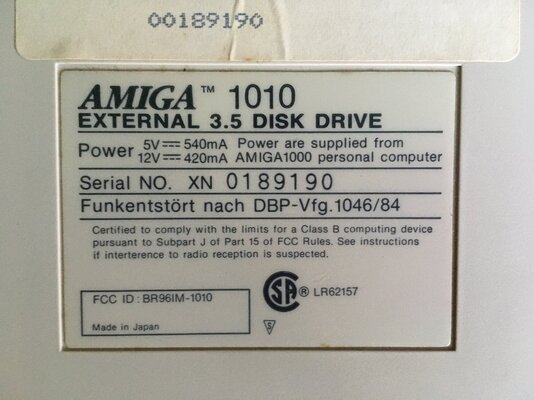 00189190
AMIGA™ 1010
EXTERNAL 3.5 DISK DRIVE
Power 5V⎓540mA Power are supplied from
12V⎓420mA AMIGA1000 personal computer
Serial NO. XN 0189190
Funkentstört nach DBP-Vfg.1046/84
Certified to comply with the limits for a Class B computing device
pursuant to Subpart J of Part 15 of FCC Rules. See instructions
if interterence to radio reception is suspected.
FCC ID : BR96IM-1010
Made in Japan
SA® LR62157
S